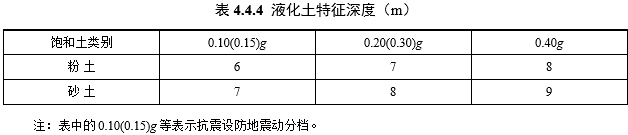 表 4.4.4 液化土特征深度（m）
饱和土类别 0.10(0.15)g 0.20(0.30)g 0.40g
粉 土 6 7 8
砂 土 7 8 9
注：表中的 0.10(0.15)g 等表示抗震设防地震动分档。